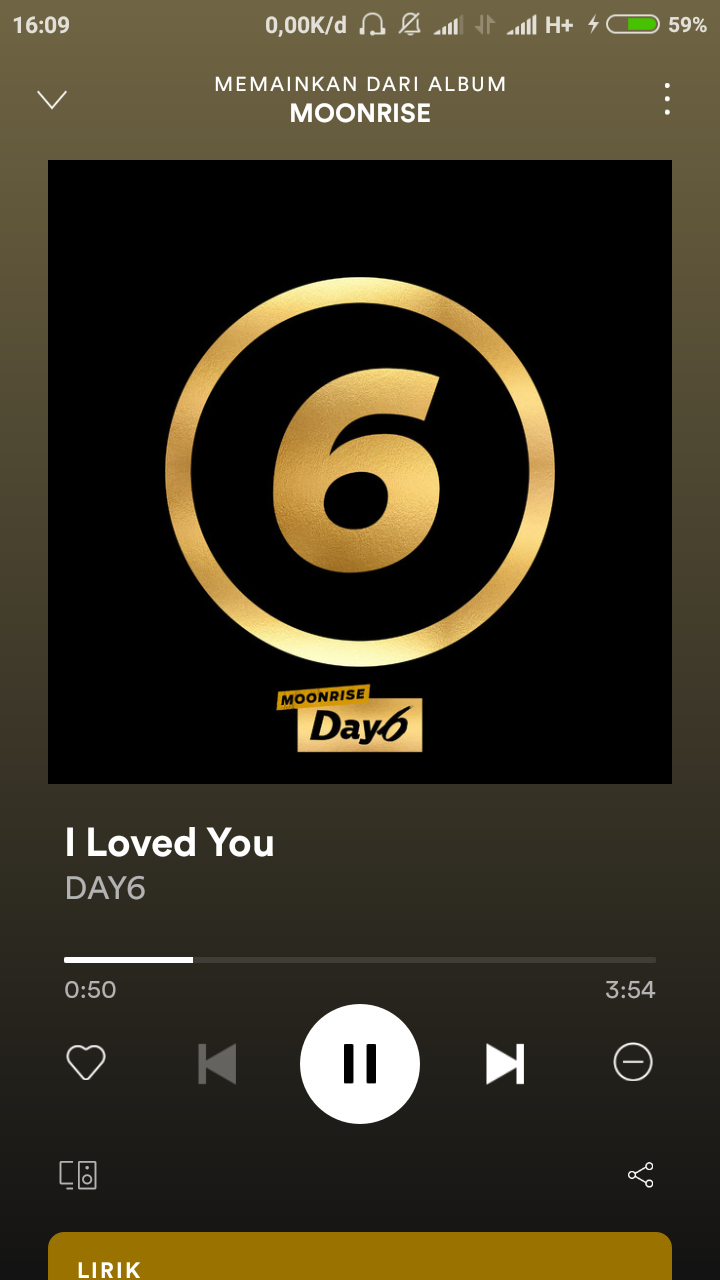 16:09 0,00K/d H+ 59%
MEMAINKAN DARI ALBUM
MOONRISE
6
MOONRISE
Day6
I Loved You
DAY6
0:50 3:54
LIRIK